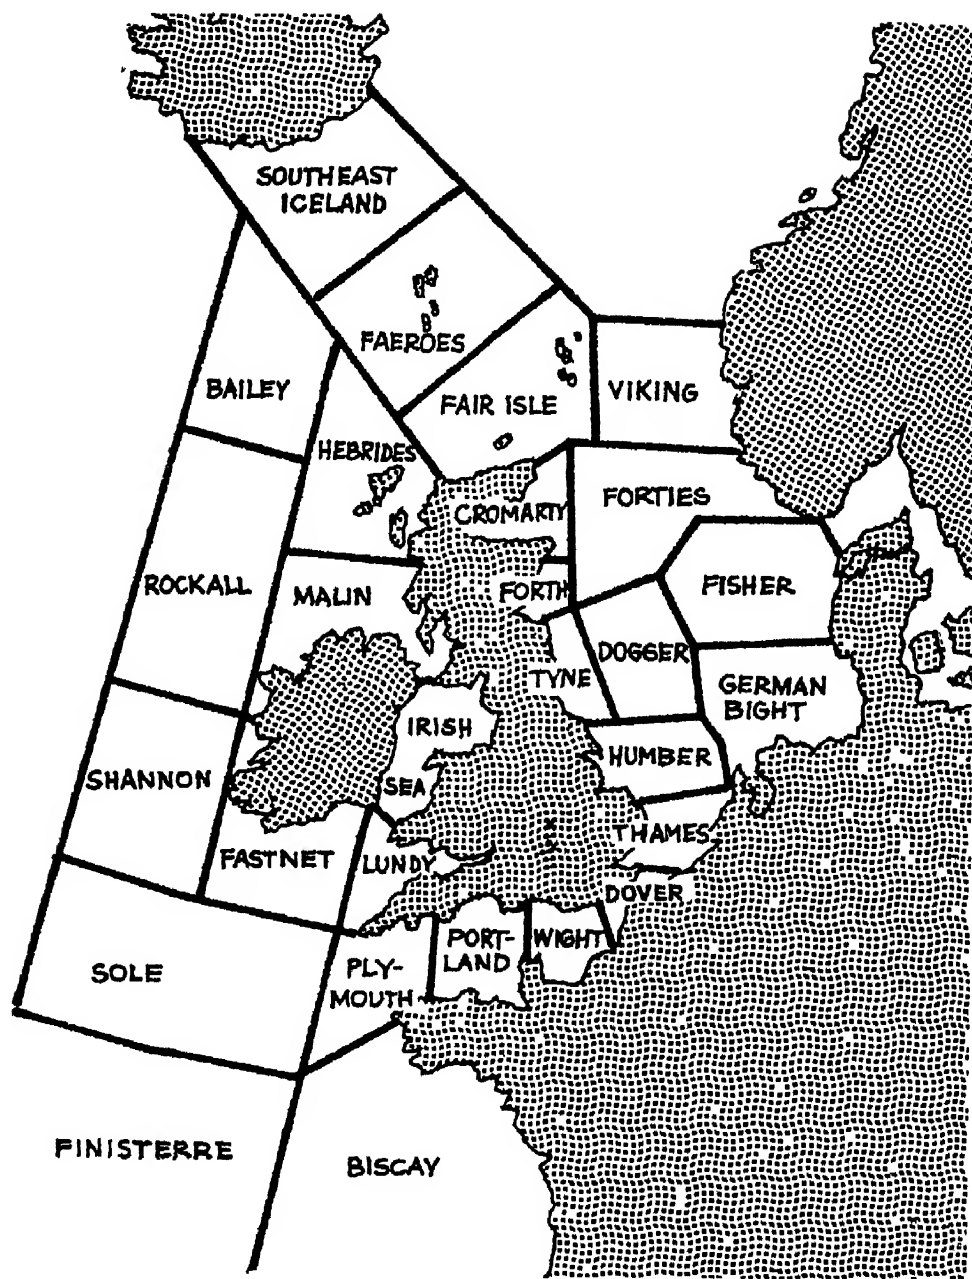 SOUTHEAST
ICELAND
FAEROES
BAILEY
FAIR ISLE
VIKING
HEBRIDES
FORTIES
CROMARTY
ROCKALL
MALIN
FORTH
FISHER
DOGGER
TYNE
GERMAN
BIGHT
IRISH
SEA
HUMBER
SHANNON
THAMES
FASTNET
LUNDY
DOVER
PORT-
LAND
WIGHT
SOLE
PLY-
MOUTH
FINISTERRE
BISCAY